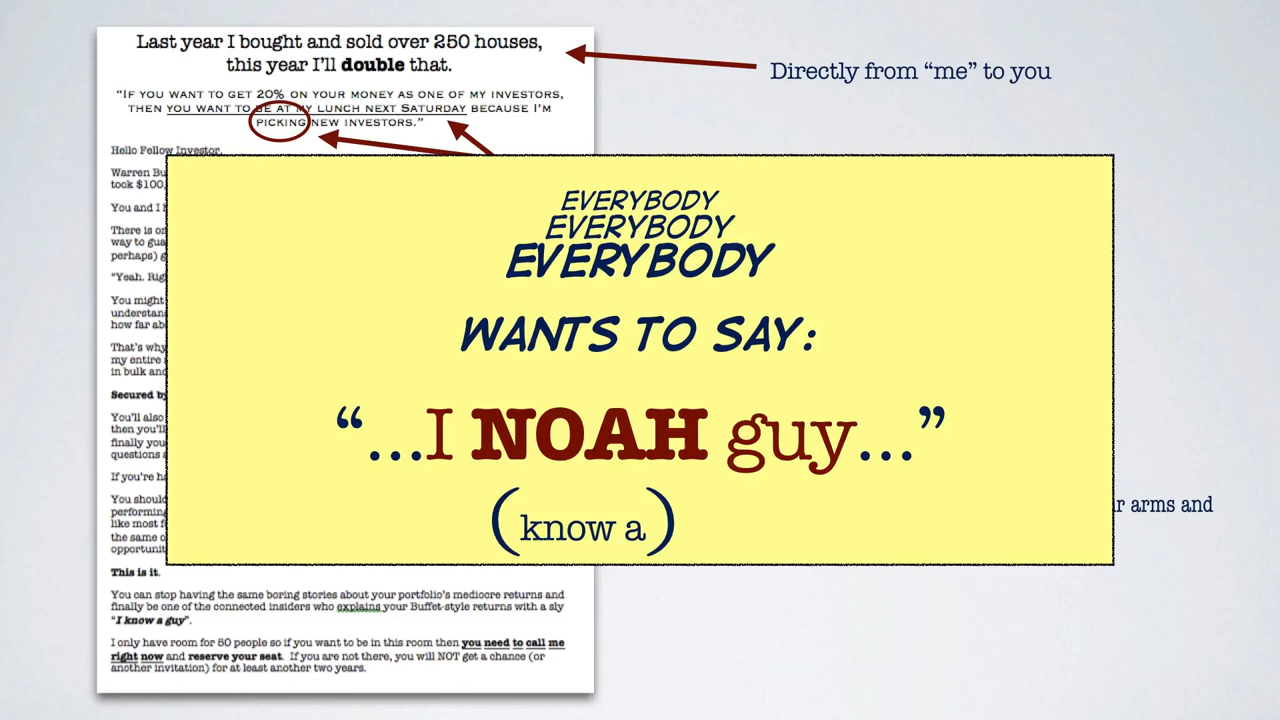 Last year I bought and sold over 250 houses,
this year I’ll double that.
Directly from “me” to you
“IF YOU WANT TO GET 20% ON YOUR MONEY AS ONE OF MY INVESTORS,
THEN YOU WANT TO BE AT MY LUNCH NEXT SATURDAY BECAUSE I’M
PICKING NEW INVESTORS.”
Hello Fellow Investor,
Warren Bu
took $100,
You and I
There is on
way to gua
perhaps) g
“Yeah. Rig
You might
understan
how far ab
That’s why
my entire
in bulk and
Secured by
You’ll also
then you’ll
finally you
questions a
If you’re ha
You should
performing
like most f
the same o
opportunit
EVERYBODY
EVERYBODY
EVERYBODY
WANTS TO SAY:
“...I NOAH guy...”
(know a)
r arms and
This is it.
You can stop having the same boring stories about your portfolio’s mediocre returns and
finally be one of the connected insiders who explains your Buffet-style returns with a sly
“I know a guy”.
I only have room for 50 people so if you want to be in this room then you need to call me
right now and reserve your seat. If you are not there, you will NOT get a chance (or
another invitation) for at least another two years.